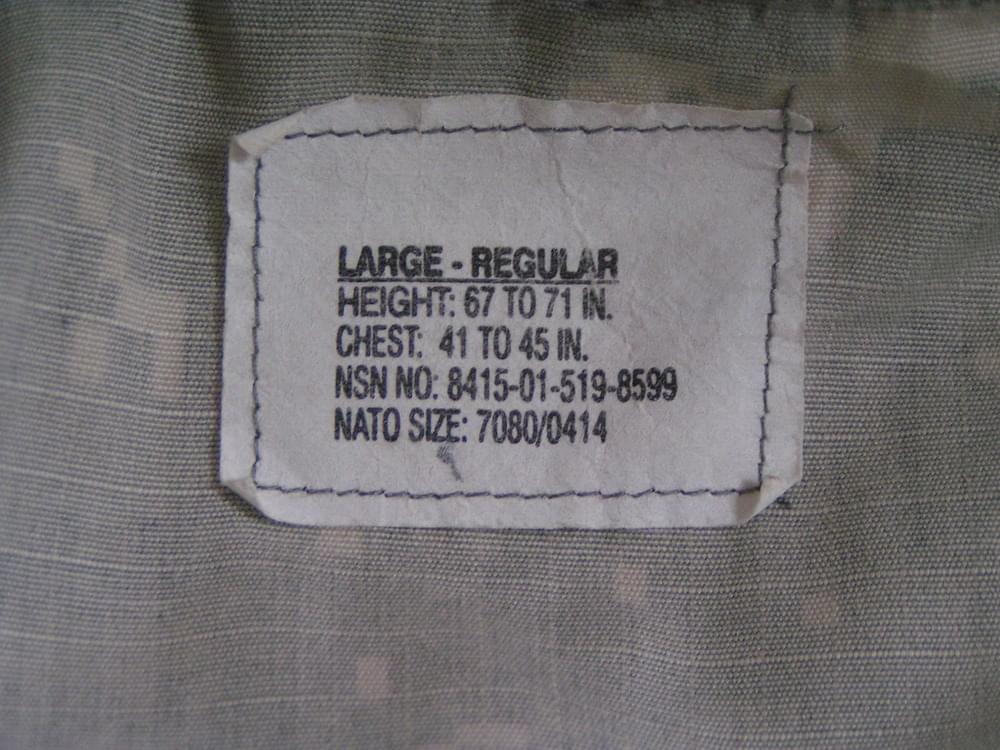 LARGE - REGULAR
HEIGHT: 67 TO 71 IN.
CHEST: 41 TO 45 IN.
NSN NO: 8415-01-519-8599
NATO SIZE: 7080/0414